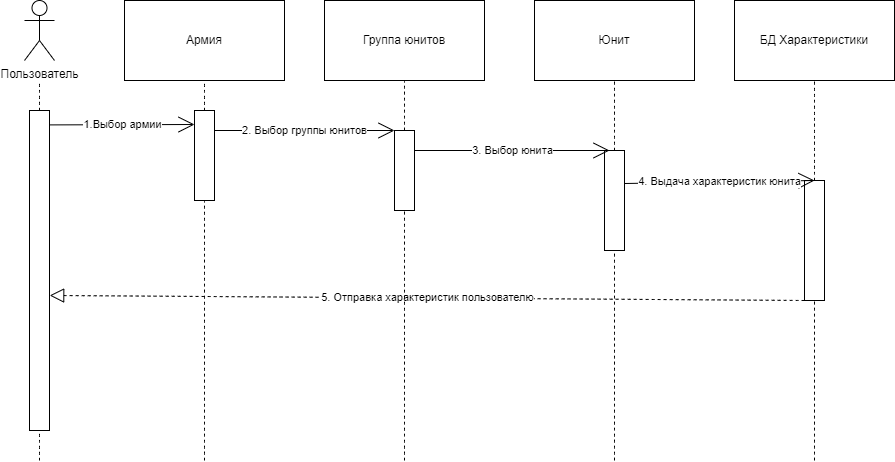 Армия
Группа юнитов
Юнит
БД Характеристики
Пользователь
1.Выбор армии
2. Выбор группы юнитов
3. Выбор юнита
4. Выдача характеристик юнита
5. Отправка характеристик пользователю